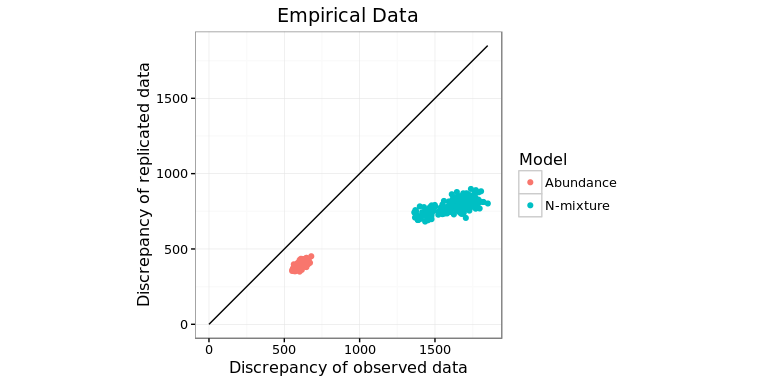 Empirical Data
Discrepancy of replicated data
1500
1000
500
0
0 500 1000 1500
Discrepancy of observed data
Model
Abundance
N-mixture